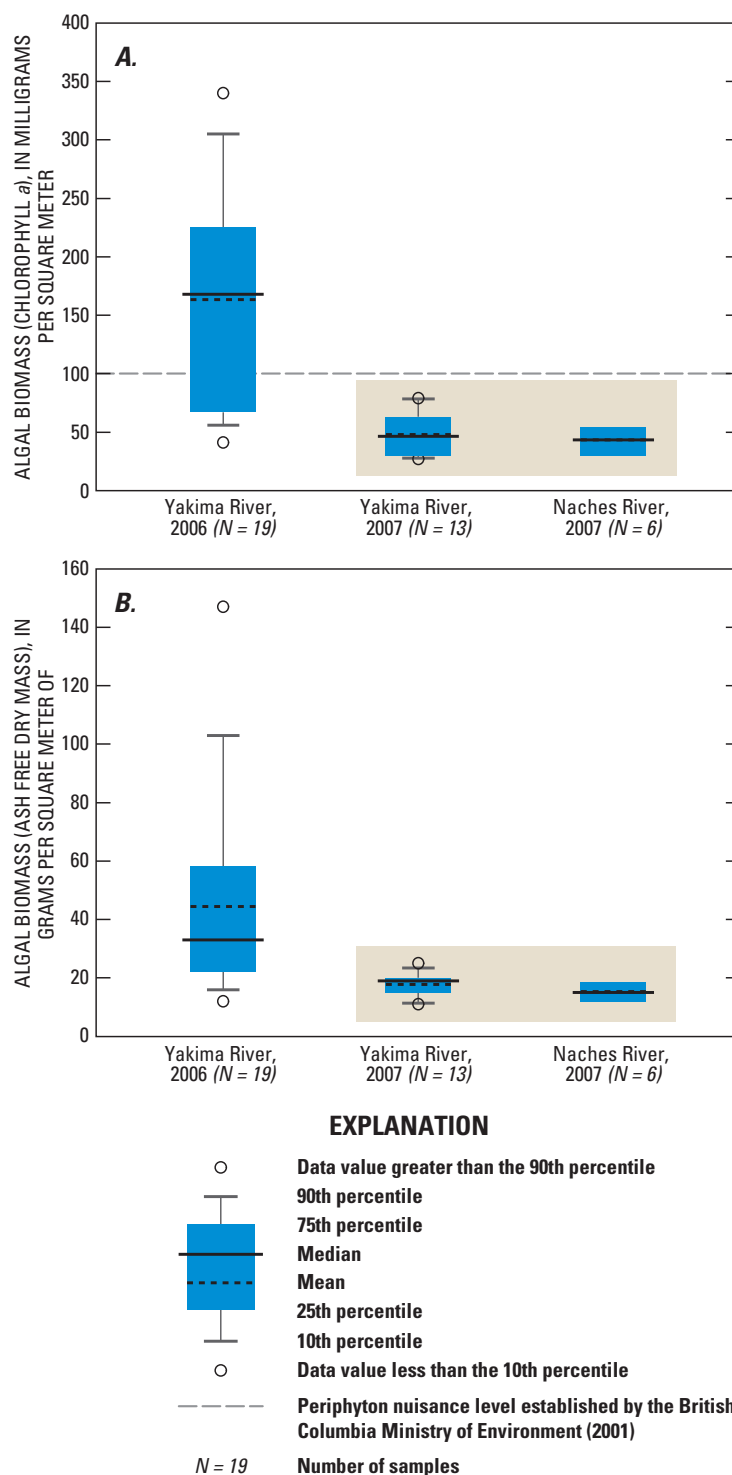 ALGAL BIOMASS (CHLOROPHYLL a), IN MILLIGRAMS
PER SQUARE METER
A.
400
350
300
250
200
150
100
50
0
Yakima River,
2006 (N = 19)
Yakima River,
2007 (N = 13)
Naches River,
2007 (N = 6)
ALGAL BIOMASS (ASH FREE DRY MASS), IN
GRAMS PER SQUARE METER OF
B.
160
140
120
100
80
60
40
20
0
Yakima River,
2006 (N = 19)
Yakima River,
2007 (N = 13)
Naches River,
2007 (N = 6)
EXPLANATION
Data value greater than the 90th percentile
90th percentile
75th percentile
Median
Mean
25th percentile
10th percentile
Data value less than the 10th percentile
Periphyton nuisance level established by the British
Columbia Ministry of Environment (2001)
N = 19 Number of samples